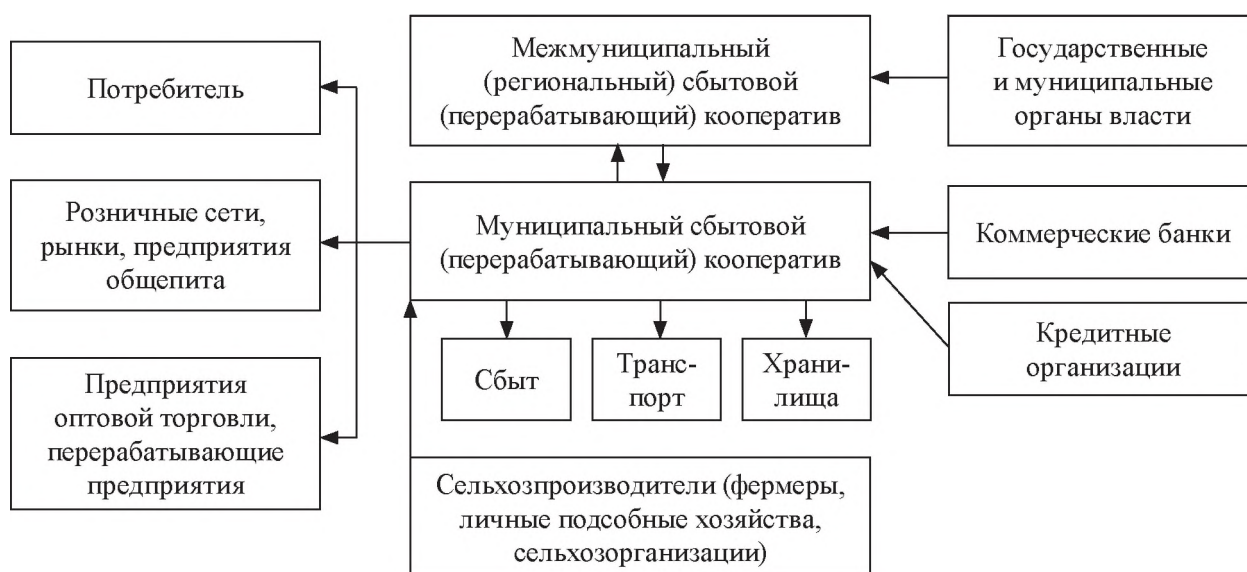 Потребитель
Розничные сети,
рынки, предприятия
общепита
Предприятия
оптовой торговли,
перерабатывающие
предприятия
Межмуниципальный
(региональный) сбытовой
(перерабатывающий) кооператив
Муниципальный сбытовой
(перерабатывающий) кооператив
Сбыт
Транс-
порт
Храни-
лища
Сельхозпроизводители (фермеры,
личные подсобные хозяйства,
сельхозорганизации)
Государственные
и муниципальные
органы власти
Коммерческие банки
Кредитные
организации